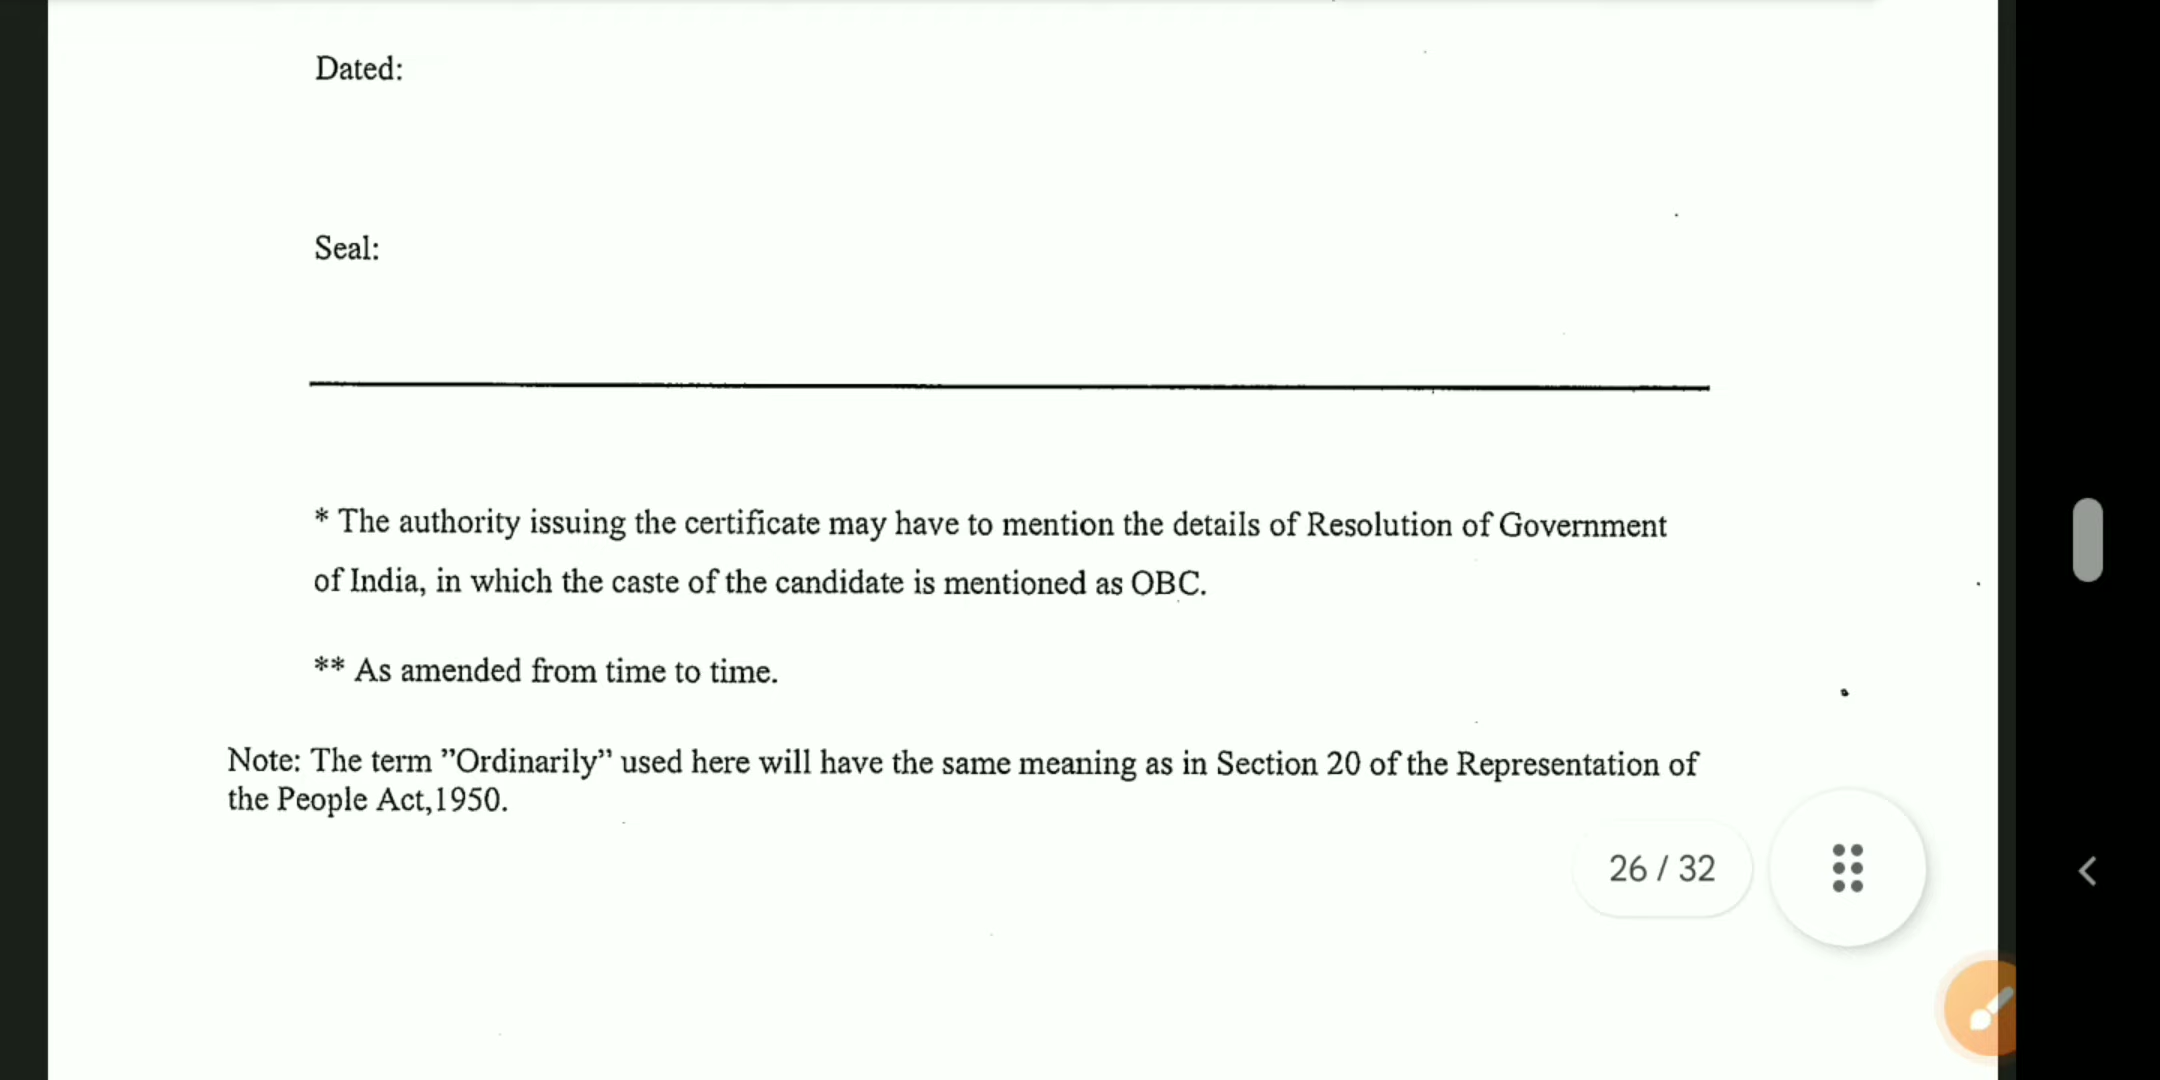 Dated:
Seal:
* The authority issuing the certificate may have to mention the details of Resolution of Government
of India, in which the caste of the candidate is mentioned as OBC.
** As amended from time to time.
Note: The term ”Ordinarily” used here will have the same meaning as in Section 20 of the Representation of
the People Act,1950.
26 / 32